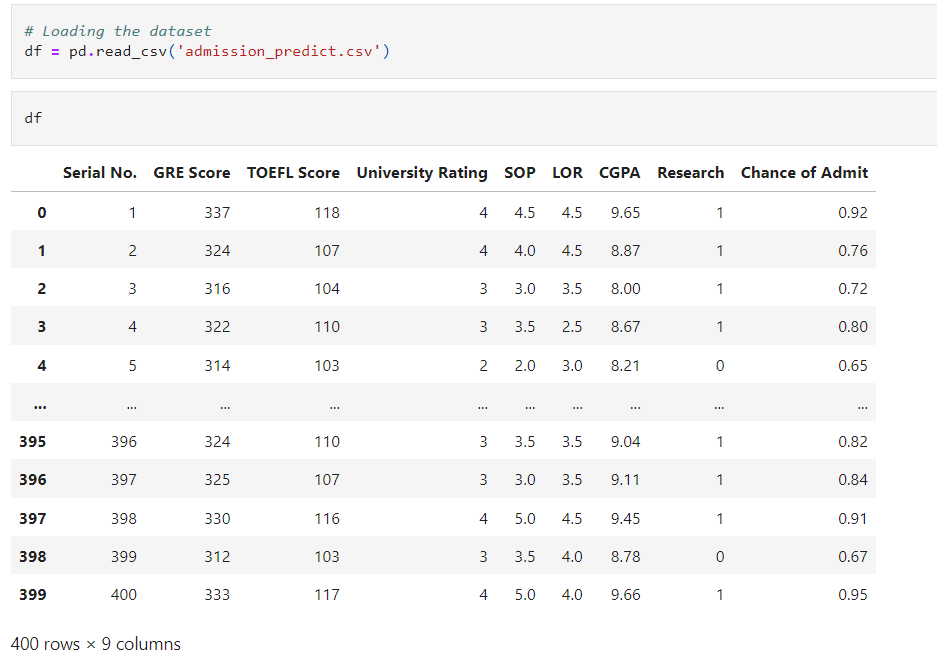 # Loading the dataset
df = pd.read_csv('admission_predict.csv')
df
Serial No. GRE Score TOEFL Score University Rating SOP LOR CGPA Research Chance of Admit
0 1 337 118 4 4.5 4.5 9.65 1 0.92
1 2 324 107 4 4.0 4.5 8.87 1 0.76
2 3 316 104 3 3.0 3.5 8.00 1 0.72
3 4 322 110 3 3.5 2.5 8.67 1 0.80
4 5 314 103 2 2.0 3.0 8.21 0 0.65
... ... ... ... ... ... ... ... ... ...
395 396 324 110 3 3.5 3.5 9.04 1 0.82
396 397 325 107 3 3.0 3.5 9.11 1 0.84
397 398 330 116 4 5.0 4.5 9.45 1 0.91
398 399 312 103 3 3.5 4.0 8.78 0 0.67
399 400 333 117 4 5.0 4.0 9.66 1 0.95
400 rows × 9 columns